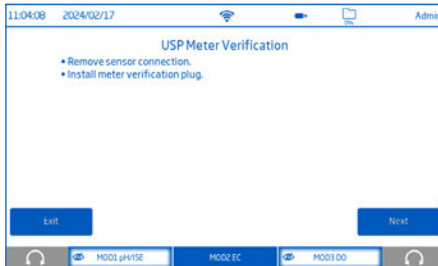 11:04:08 2024/02/17 Admin
USP Meter Verification
• Remove sensor connection.
• Install meter verification plug.
Exit Next
MOD1 pH/ISE MOD2 EC MOD3 DO